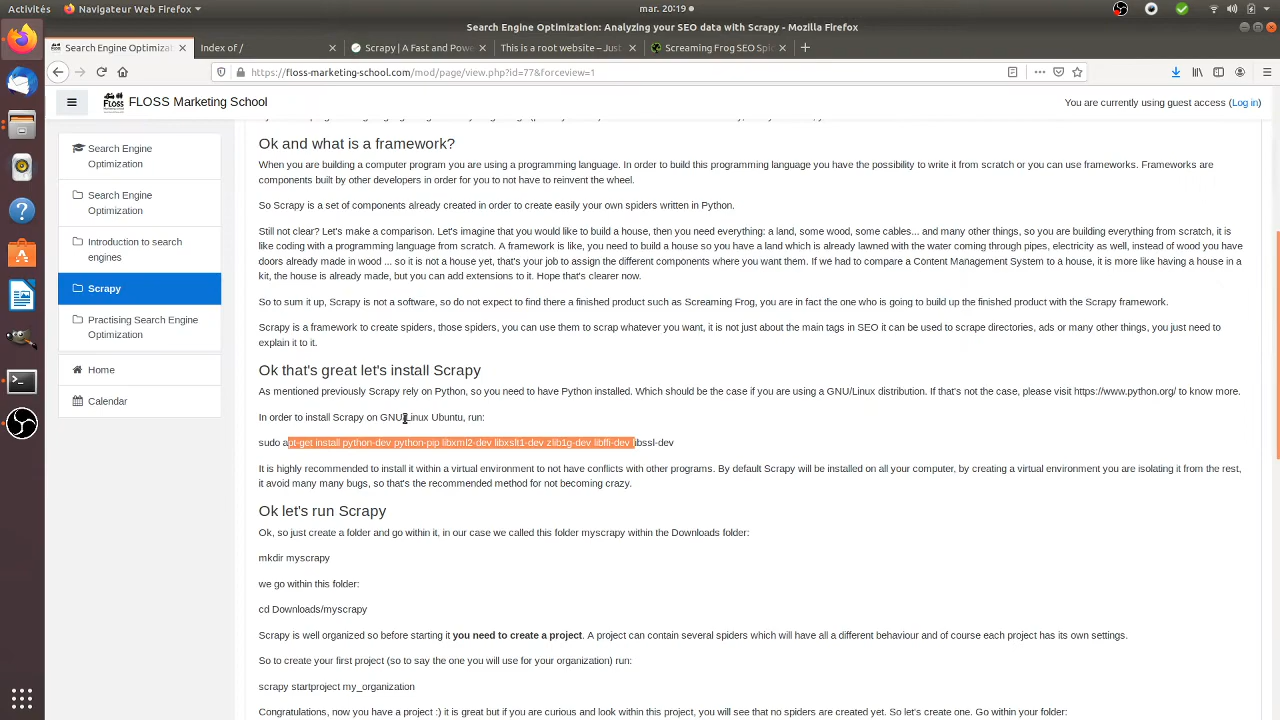 Activités
Navigateur Web Firefox
mar. 20:19
Search Engine Optimization: Analyzing your SEO data with Scrapy - Mozilla Firefox
Search Engine Optimizat
Index of /
Scrapy | A Fast and Powe
This is a root website – Just
Screaming Frog SEO Spi
https://floss-marketing-school.com/mod/page/view.php?id=77&forceview=1
FLOSS Marketing School
You are currently using guest access (Log in)
Search Engine
Optimization
Search Engine
Optimization
Introduction to search
engines
Scrapy
Practising Search Engine
Optimization
Home
Calendar
Ok and what is a framework?
When you are building a computer program you are using a programming language. In order to build this programming language you have the possibility to write it from scratch or you can use frameworks. Frameworks are
components built by other developers in order for you to not have to reinvent the wheel.
So Scrapy is a set of components already created in order to create easily your own spiders written in Python.
Still not clear? Let's make a comparison. Let's imagine that you would like to build a house, then you need everything: a land, some wood, some cables... and many other things, so you are building everything from scratch, it is
like coding with a programming language from scratch. A framework is like, you need to build a house so you have a land which is already lawned with the water coming through pipes, electricity as well, instead of wood you have
doors already made in wood ... so it is not a house yet, that's your job to assign the different components where you want them. If we had to compare a Content Management System to a house, it is more like having a house in a
kit, the house is already made, but you can add extensions to it. Hope that's clearer now.
So to sum it up, Scrapy is not a software, so do not expect to find there a finished product such as Screaming Frog, you are in fact the one who is going to build up the finished product with the Scrapy framework.
Scrapy is a framework to create spiders, those spiders, you can use them to scrap whatever you want, it is not just about the main tags in SEO it can be used to scrape directories, ads or many other things, you just need to
explain it to it.
Ok that's great let's install Scrapy
As mentioned previously Scrapy rely on Python, so you need to have Python installed. Which should be the case if you are using a GNU/Linux distribution. If that's not the case, please visit https://www.python.org/ to know more.
In order to install Scrapy on GNU/Linux Ubuntu, run:
sudo apt-get install python-dev python-pip libxml2-dev libxslt1-dev zlib1g-dev libffi-dev libssl-dev
It is highly recommended to install it within a virtual environment to not have conflicts with other programs. By default Scrapy will be installed on all your computer, by creating a virtual environment you are isolating it from the rest,
it avoid many many bugs, so that's the recommended method for not becoming crazy.
Ok let's run Scrapy
Ok, so just create a folder and go within it, in our case we called this folder myscrapy within the Downloads folder:
mkdir myscrapy
we go within this folder:
cd Downloads/myscrapy
Scrapy is well organized so before starting it you need to create a project. A project can contain several spiders which will have all a different behaviour and of course each project has its own settings.
So to create your first project (so to say the one you will use for your organization) run:
scrapy startproject my_organization
Congratulations, now you have a project :) it is great but if you are curious and look within this project, you will see that no spiders are created yet. So let's create one. Go within your folder: